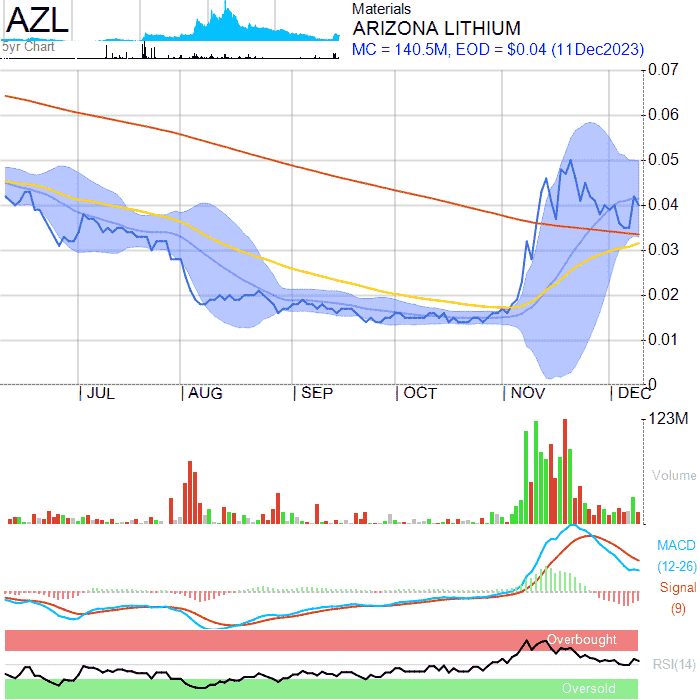 AZL
5yr Chart
Materials
ARIZONA LITHIUM
MC = 140.5M, EOD = $0.04 (11Dec2023)
0.07
0.06
0.05
0.04
0.03
0.02
0.01
0
JUL AUG SEP OCT NOV DEC
123M
Volume
MACD
(12-26)
Signal
(9)
Overbought
RSI(14)
Oversold